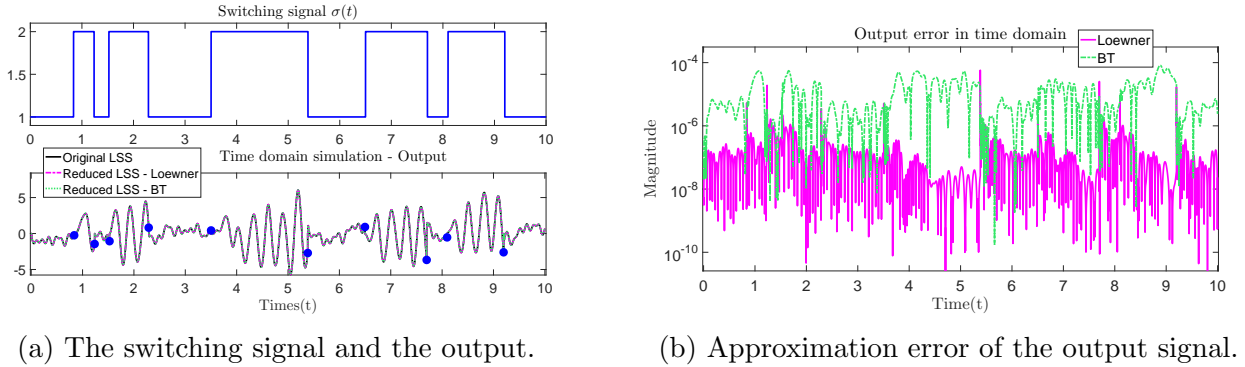 Switching signal σ(t)
2
1.5
1
0 1 2 3 4 5 6 7 8 9 10
Original LSS
Reduced LSS - Loewner
Reduced LSS - BT
Time domain simulation - Output
5
0
-5
0 1 2 3 4 5 6 7 8 9 10
Times(t)
(a) The switching signal and the output.
Output error in time domain
Loewner
BT
10^-4
10^-6
10^-8
10^-10
Magnitude
0 1 2 3 4 5 6 7 8 9 10
Time(t)
(b) Approximation error of the output signal.